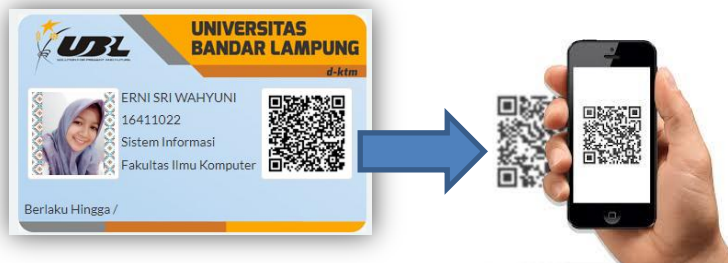 UBL
UNIVERSITAS
BANDAR LAMPUNG
d-ktm
ERNI SRI WAHYUNI
16411022
Sistem Informasi
Fakultas Ilmu Komputer
Berlaku Hingga /